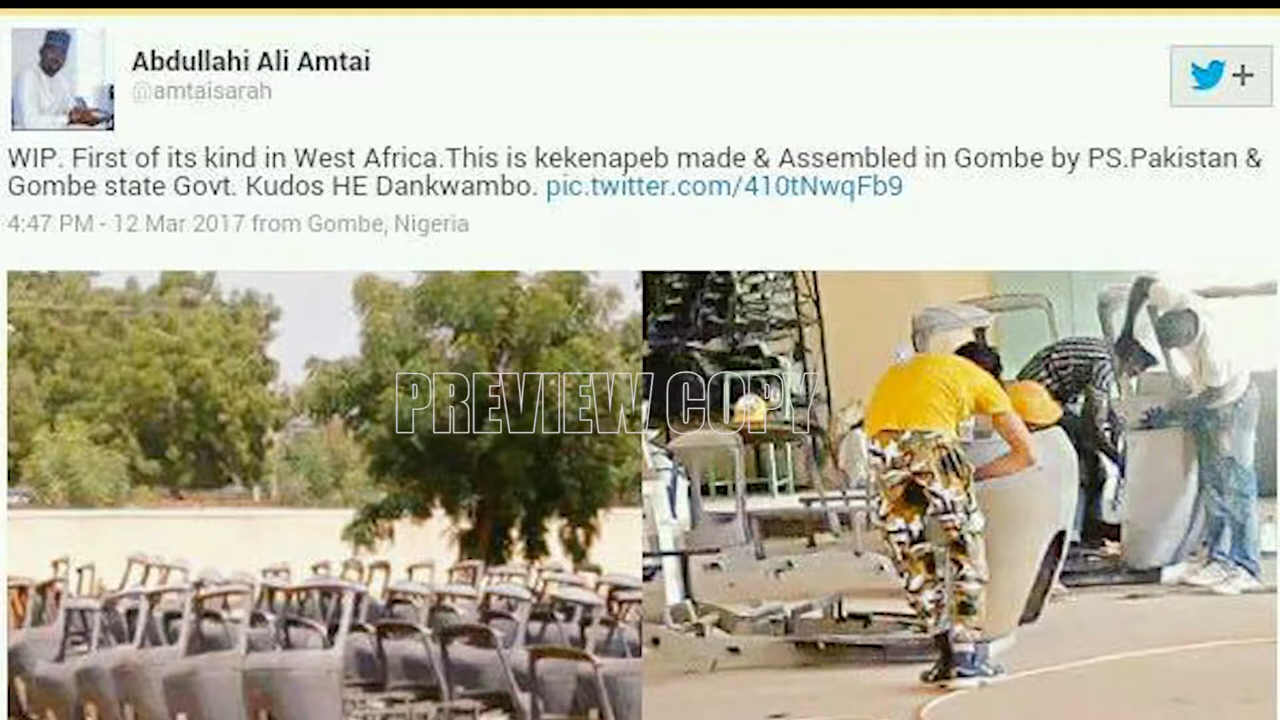 Abdullahi Ali Amtai
@amtaisarah
WIP. First of its kind in West Africa.This is kekenapeb made & Assembled in Gombe by PS.Pakistan &
Gombe state Govt. Kudos HE Dankwambo. pic.twitter.com/410tNwqFb9
4:47 PM - 12 Mar 2017 from Gombe, Nigeria
PREVIEW COPY